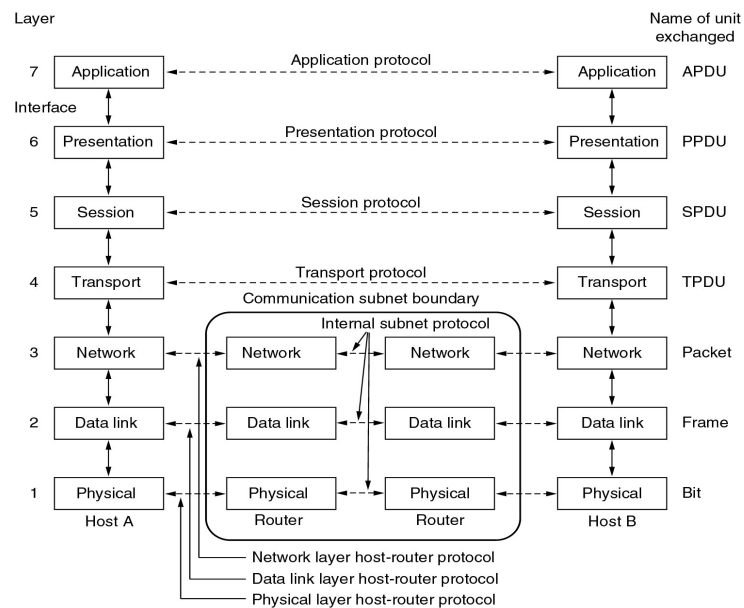 Layer
Name of unit
exchanged
7 Application Application protocol Application APDU
Interface
6 Presentation Presentation protocol Presentation PPDU
5 Session Session protocol Session SPDU
4 Transport Transport protocol Transport TPDU
Communication subnet boundary
Internal subnet protocol
3 Network Network Network Network Packet
2 Data link Data link Data link Data link Frame
1 Physical Physical Physical Physical Bit
Host A Router Router Host B
Network layer host-router protocol
Data link layer host-router protocol
Physical layer host-router protocol